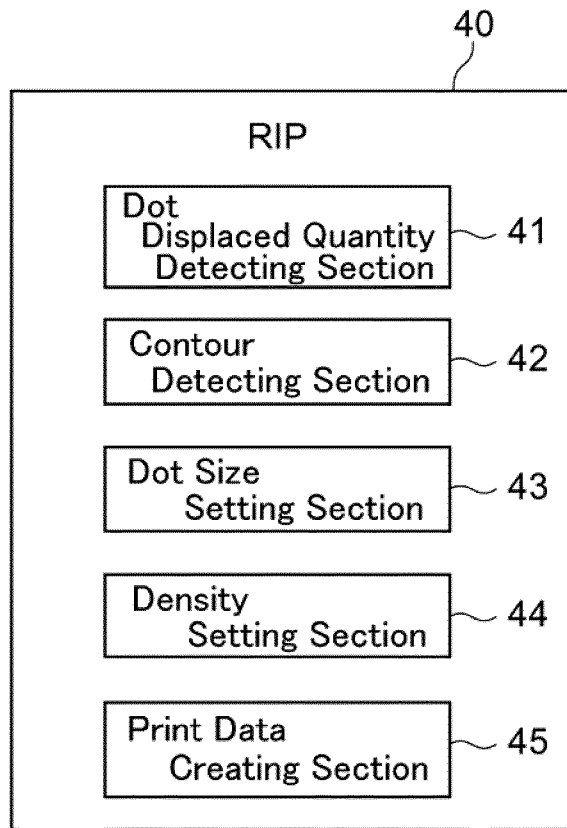 40
RIP
Dot
Displaced Quantity
Detecting Section
41
Contour
Detecting Section
42
Dot Size
Setting Section
43
Density
Setting Section
44
Print Data
Creating Section
45